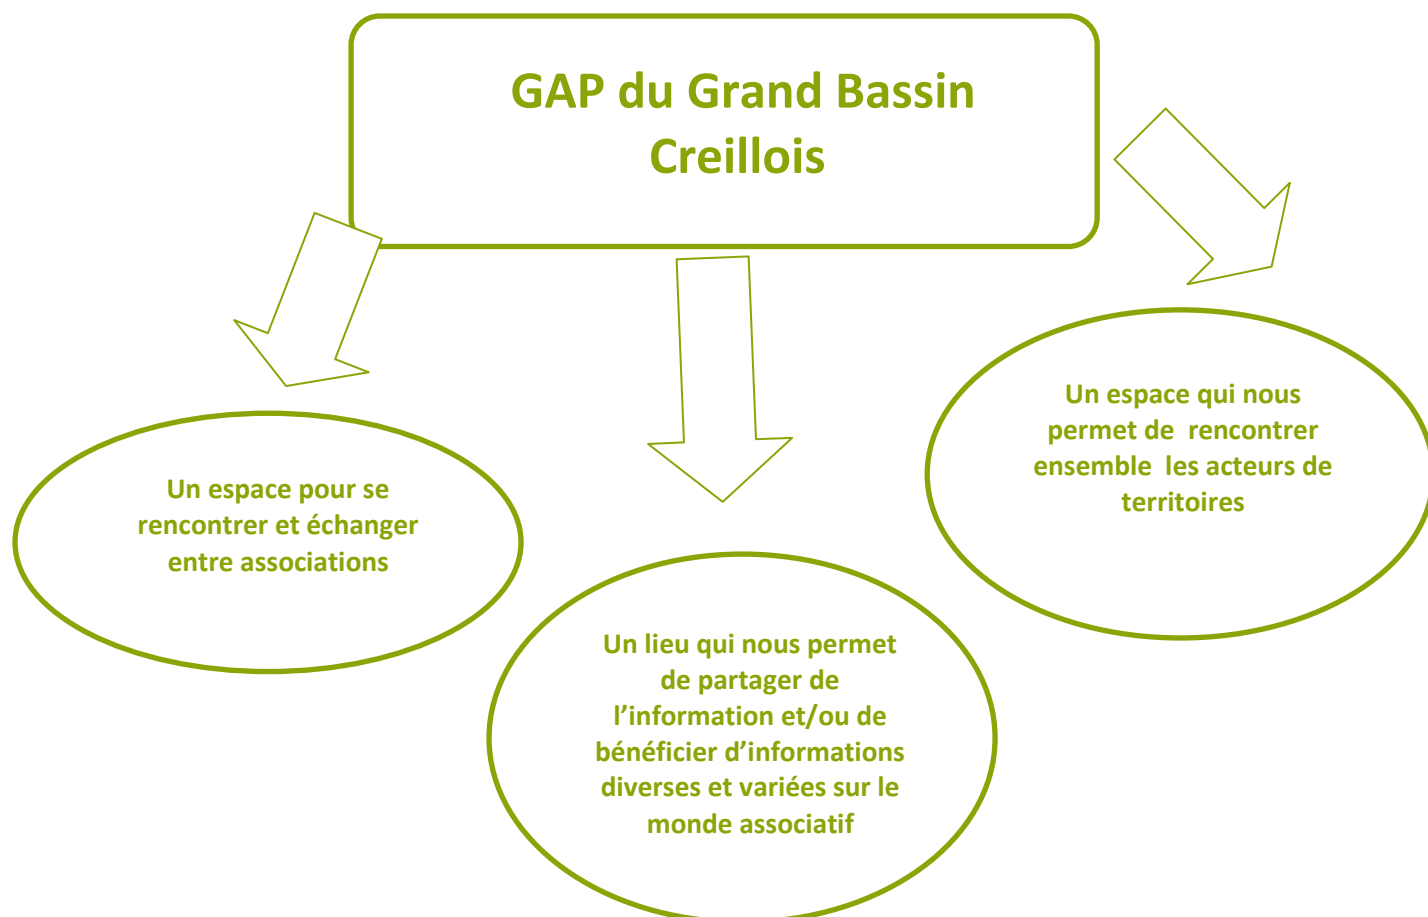 GAP du Grand Bassin
Creillois
Un espace pour se
rencontrer et échanger
entre associations
Un lieu qui nous permet
de partager de
l’information et/ou de
bénéficier d’informations
diverses et variées sur le
monde associatif
Un espace qui nous
permet de  rencontrer
ensemble  les acteurs de
territoires